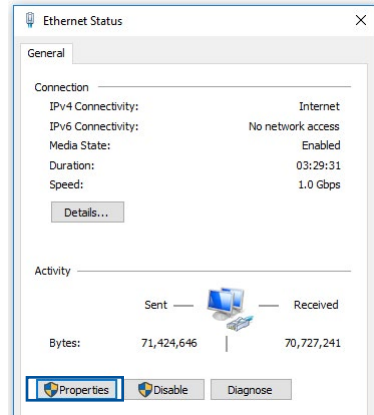 Ethernet Status
General
Connection
IPv4 Connectivity: Internet
IPv6 Connectivity: No network access
Media State: Enabled
Duration: 03:29:31
Speed: 1.0 Gbps
Details...
Activity
Sent Received
Bytes: 71,424,646 70,727,241
Properties Disable Diagnose